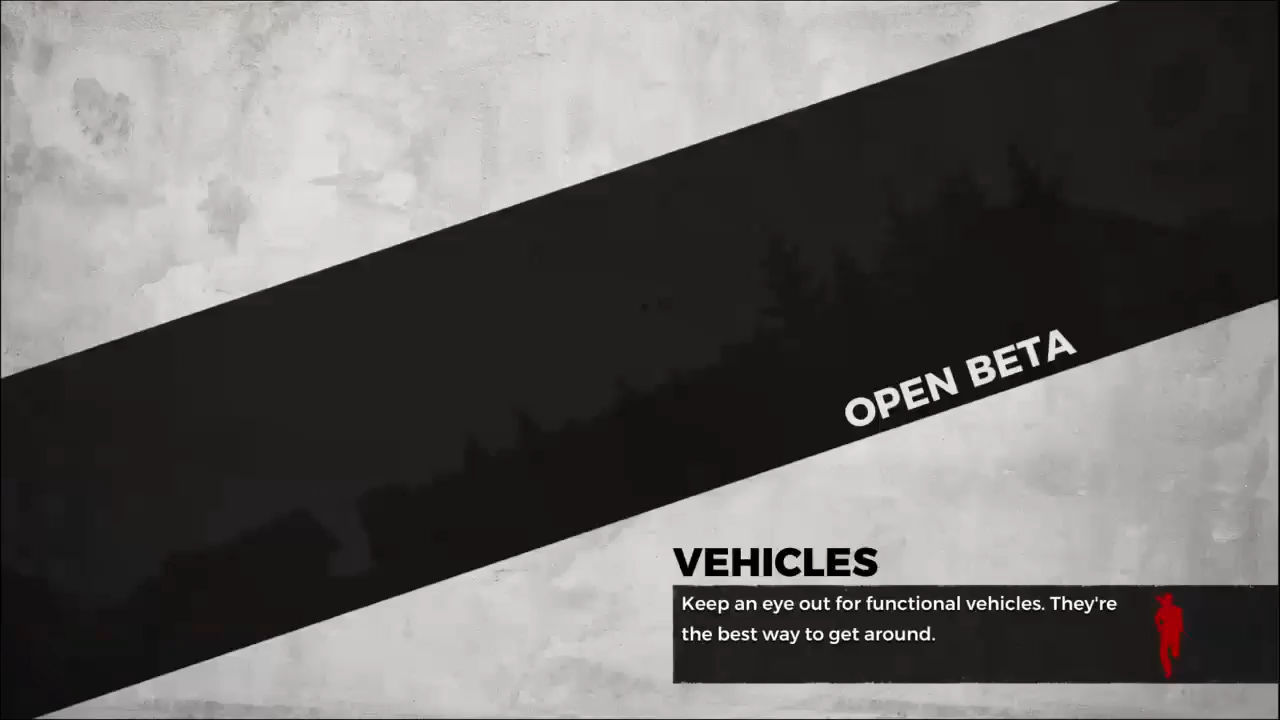 OPEN BETA
VEHICLES
Keep an eye out for functional vehicles. They're
the best way to get around.